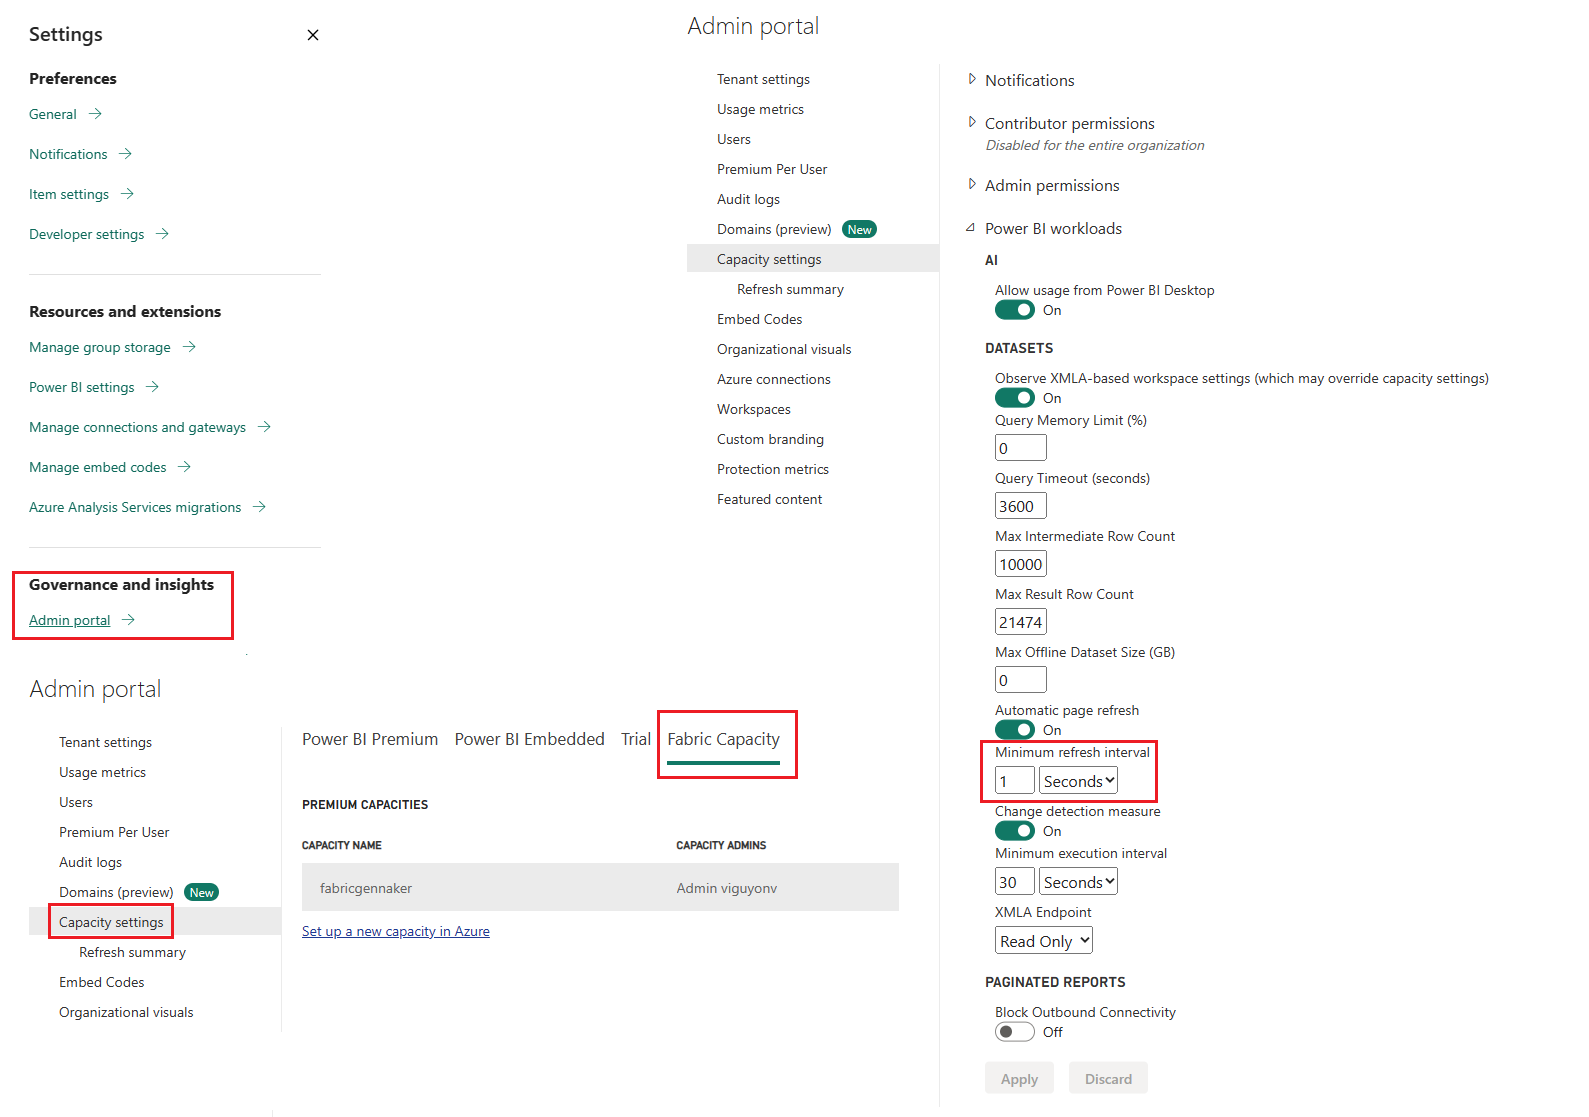 Settings
Preferences
General
Notifications
Item settings
Developer settings
Resources and extensions
Manage group storage
Power BI settings
Manage connections and gateways
Manage embed codes
Azure Analysis Services migrations
Governance and insights
Admin portal
Admin portal
Tenant settings
Usage metrics
Users
Premium Per User
Audit logs
Domains (preview) New
Capacity settings
Refresh summary
Embed Codes
Organizational visuals
Power BI Premium Power BI Embedded Trial Fabric Capacity
PREMIUM CAPACITIES
CAPACITY NAME CAPACITY ADMINS
fabricgennaker Admin viguyonv
Set up a new capacity in Azure
Admin portal
Tenant settings
Usage metrics
Users
Premium Per User
Audit logs
Domains (preview) New
Capacity settings
Refresh summary
Embed Codes
Organizational visuals
Azure connections
Workspaces
Custom branding
Protection metrics
Featured content
Notifications
Contributor permissions
Disabled for the entire organization
Admin permissions
Power BI workloads
AI
Allow usage from Power BI Desktop
On
DATASETS
Observe XMLA-based workspace settings (which may override capacity settings)
On
Query Memory Limit (%)
0
Query Timeout (seconds)
3600
Max Intermediate Row Count
10000
Max Result Row Count
21474
Max Offline Dataset Size (GB)
0
Automatic page refresh
On
Minimum refresh interval
1 Seconds
Change detection measure
On
Minimum execution interval
30 Seconds
XMLA Endpoint
Read Only
PAGINATED REPORTS
Block Outbound Connectivity
Off
Apply Discard